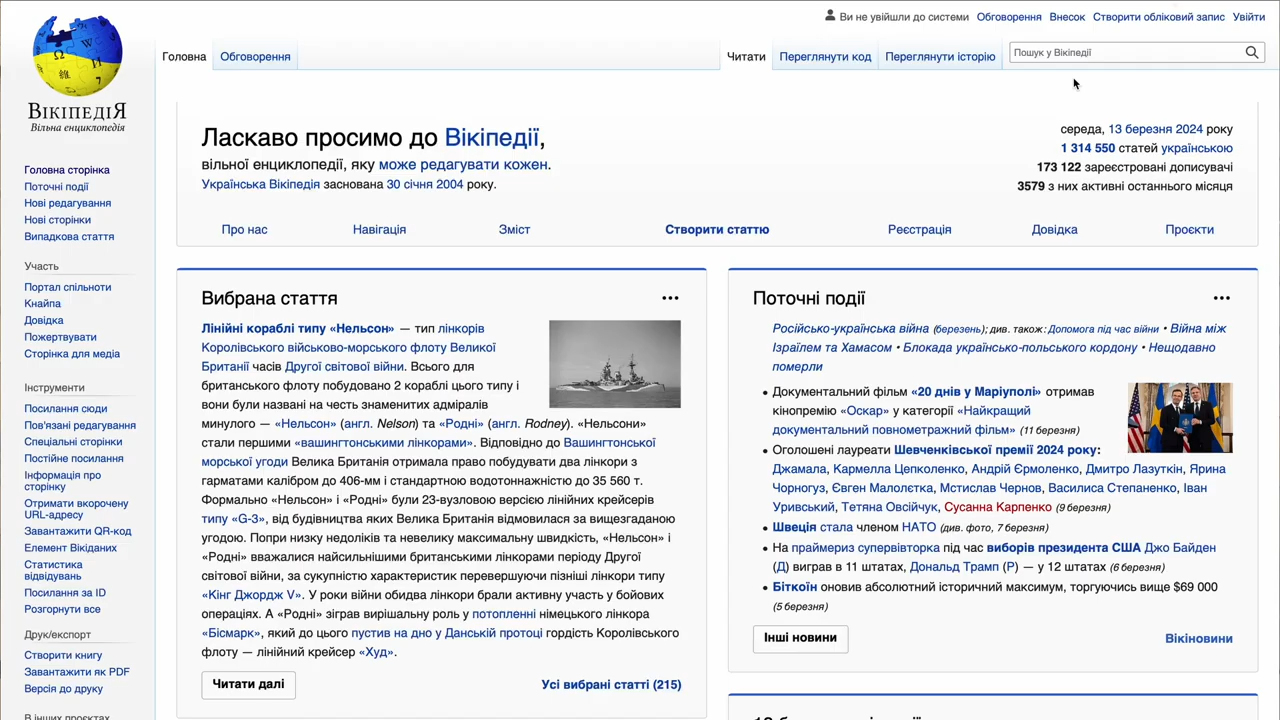 Ви не увійшли до системи Обговорення Внесок Створити обліковий запис Увійти
Головна Обговорення Читати Переглянути код Переглянути історію Пошук у Вікіпедії
ВІКІПЕДІЯ
Вільна енциклопедія
Головна сторінка
Поточні події
Нові редагування
Нові сторінки
Випадкова стаття
Участь
Портал спільноти
Кнайпа
Довідка
Пожертвувати
Сторінка для медіа
Інструменти
Посилання сюди
Пов'язані редагування
Спеціальні сторінки
Постійне посилання
Інформація про
сторінку
Отримати вкорочену
URL-адресу
Завантажити QR-код
Елемент Вікіданих
Статистика
відвідувань
Посилання за ID
Розгорнути все
Друк/експорт
Створити книгу
Завантажити як PDF
Версія до друку
В інших проєктах
Ласкаво просимо до Вікіпедії,
вільної енциклопедії, яку може редагувати кожен.
Українська Вікіпедія заснована 30 січня 2004 року.
середа, 13 березня 2024 року
1 314 550 статей українською
173 122 зареєстровані дописувачі
3579 з них активні останнього місяця
Про нас Навігація Зміст Створити статтю Реєстрація Довідка Проєкти
Вибрана стаття
Лінійні кораблі типу «Нельсон» — тип лінкорів
Королівського військово-морського флоту Великої
Британії часів Другої світової війни. Всього для
британського флоту побудовано 2 кораблі цього типу і
вони були названі на честь знаменитих адміралів
минулого — «Нельсон» (англ. Nelson) та «Родні» (англ. Rodney). «Нельсони»
стали першими «вашингтонськими лінкорами». Відповідно до Вашингтонської
морської угоди Велика Британія отримала право побудувати два лінкори з
гарматами калібром до 406-мм і стандартною водотоннажністю до 35 560 т.
Формально «Нельсон» і «Родні» були 23-вузловою версією лінійних крейсерів
типу «G-3», від будівництва яких Велика Британія відмовилася за вищезгаданою
угодою. Попри низку недоліків та невелику максимальну швидкість, «Нельсон» і
«Родні» вважалися найсильнішими британськими лінкорами періоду Другої
світової війни, за сукупністю характеристик перевершуючи пізніші лінкори типу
«Кінг Джордж V». У роки війни обидва лінкори брали активну участь у бойових
операціях. А «Родні» зіграв вирішальну роль у потопленні німецького лінкора
«Бісмарк», який до цього пустив на дно у Данській протоці гордість Королівського
флоту — лінійний крейсер «Худ».
Читати далі Усі вибрані статті (215)
Поточні події
Російсько-українська війна (березень); див. також: Допомога під час війни • Війна між
Ізраїлем та Хамасом • Блокада українсько-польського кордону • Нещодавно
померли
• Документальний фільм «20 днів у Маріуполі» отримав
кінопремію «Оскар» у категорії «Найкращий
документальний повнометражний фільм» (11 березня)
• Оголошені лауреати Шевченківської премії 2024 року:
Джамала, Кармелла Цепколенко, Андрій Єрмоленко, Дмитро Лазуткін, Ярина
Чорногуз, Євген Малолєтка, Мстислав Чернов, Василиса Степаненко, Іван
Уривський, Тетяна Овсійчук, Сусанна Карпенко (9 березня)
• Швеція стала членом НАТО (див. фото, 7 березня)
• На праймериз супервівторка під час виборів президента США Джо Байден
(Д) виграв в 11 штатах, Дональд Трамп (Р) — у 12 штатах (6 березня)
• Біткоїн оновив абсолютний історичний максимум, торгуючись вище $69 000
(5 березня)
Інші новини Вікіновини